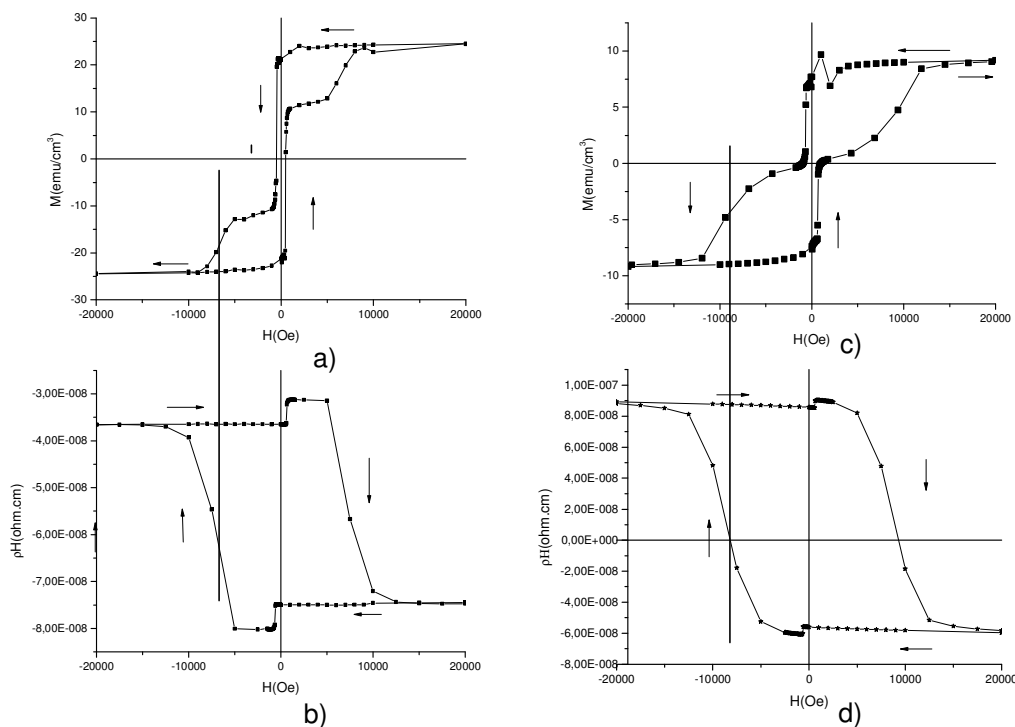 30
20
10
0
-10
-20
-30
M(emu/cm³)
-20000 -10000 0 10000 20000
H(Oe)
a)
10
5
0
-5
-10
M(emu/cm³)
-20000 -10000 0 10000 20000
H(Oe)
c)
-3,00E-008
-4,00E-008
-5,00E-008
-6,00E-008
-7,00E-008
-8,00E-008
ρH(ohm.cm)
-20000 -10000 0 10000 20000
H(Oe)
b)
1,00E-007
8,00E-008
6,00E-008
4,00E-008
2,00E-008
0,00E+000
-2,00E-008
-4,00E-008
-6,00E-008
-8,00E-008
ρH(ohm.cm)
-20000 -10000 0 10000 20000
H(Oe)
d)